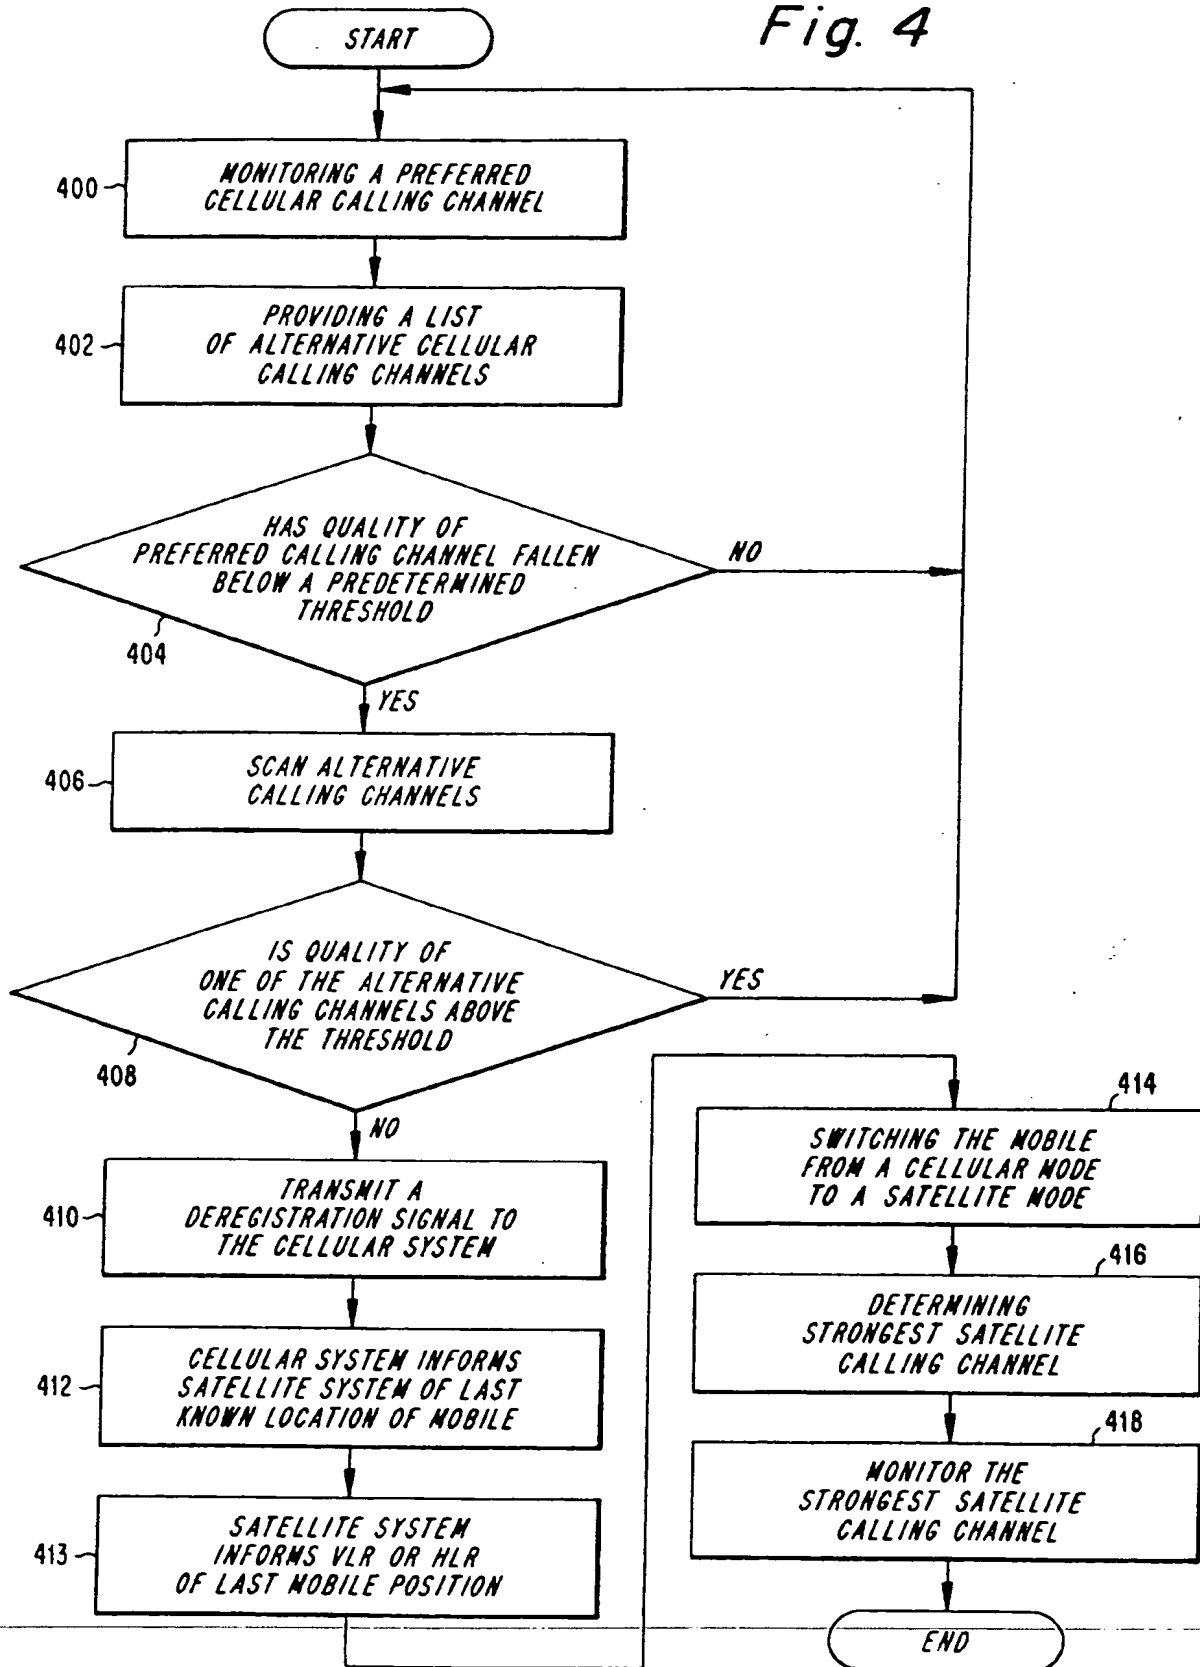 Fig. 4
START
400
MONITORING A PREFERRED
CELLULAR CALLING CHANNEL
402
PROVIDING A LIST
OF ALTERNATIVE CELLULAR
CALLING CHANNELS
HAS QUALITY OF
PREFERRED CALLING CHANNEL FALLEN
BELOW A PREDETERMINED
THRESHOLD
NO
404
YES
406
SCAN ALTERNATIVE
CALLING CHANNELS
IS QUALITY OF
ONE OF THE ALTERNATIVE
CALLING CHANNELS ABOVE
THE THRESHOLD
YES
408
NO
410
TRANSMIT A
DEREGISTRATION SIGNAL TO
THE CELLULAR SYSTEM
412
CELLULAR SYSTEM INFORMS
SATELLITE SYSTEM OF LAST
KNOWN LOCATION OF MOBILE
413
SATELLITE SYSTEM
INFORMS VLR OR HLR
OF LAST MOBILE POSITION
414
SWITCHING THE MOBILE
FROM A CELLULAR MODE
TO A SATELLITE MODE
416
DETERMINING
STRONGEST SATELLITE
CALLING CHANNEL
418
MONITOR THE
STRONGEST SATELLITE
CALLING CHANNEL
END